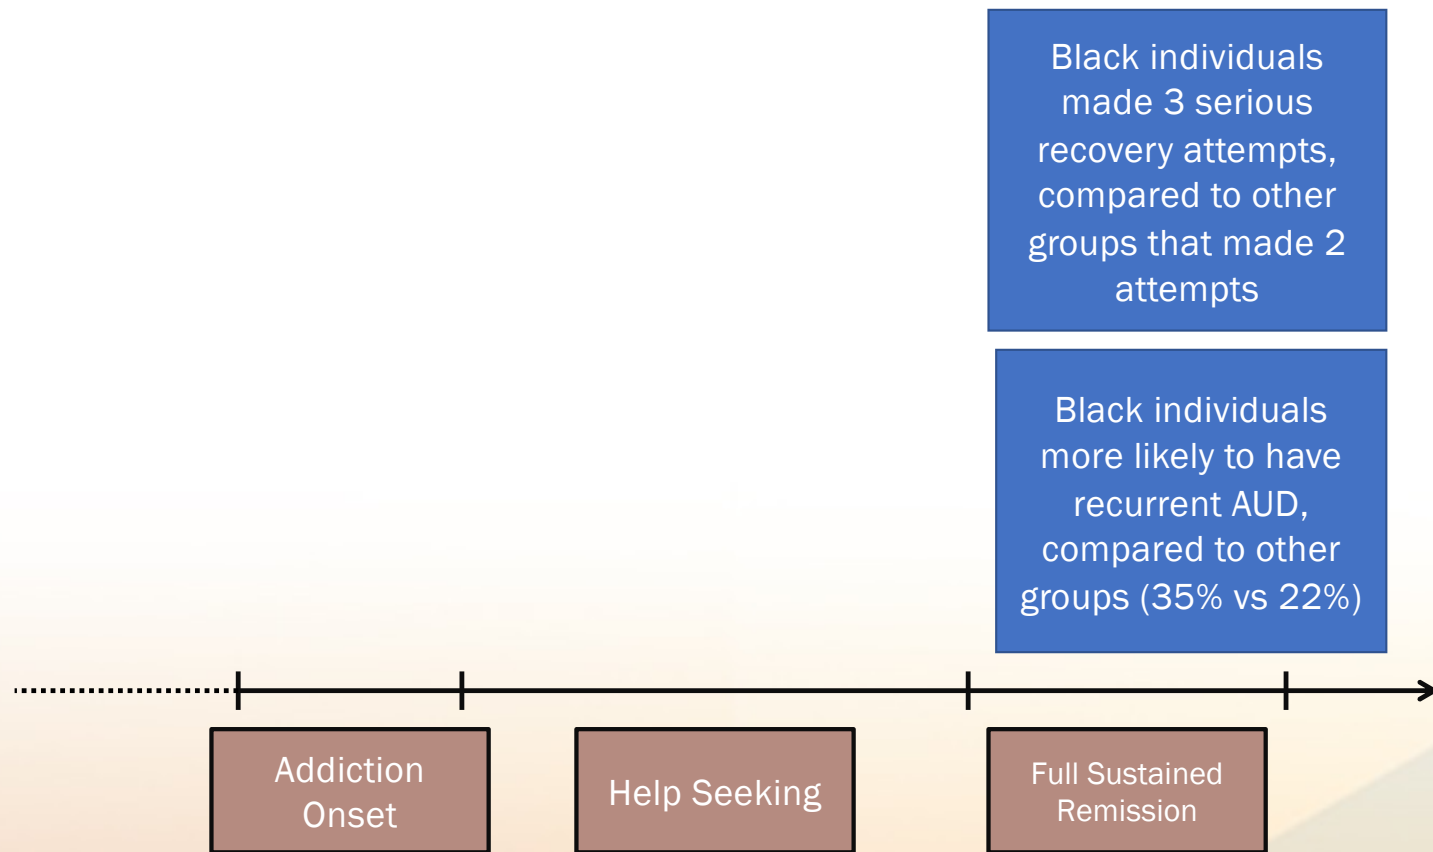 Black individuals
made 3 serious
recovery attempts,
compared to other
groups that made 2
attempts
Black individuals
more likely to have
recurrent AUD,
compared to other
groups (35% vs 22%)
Addiction
Onset
Help Seeking
Full Sustained
Remission